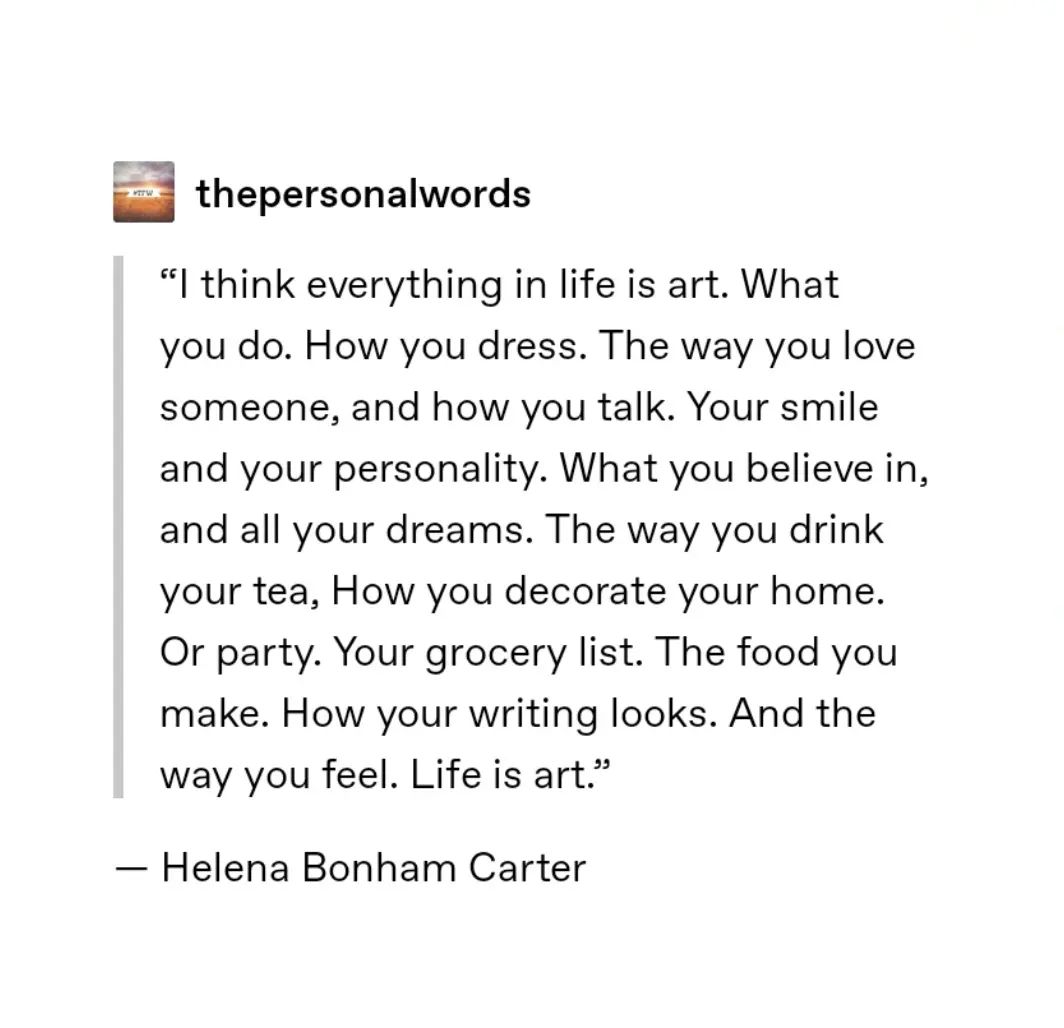 thepersonalwords
“I think everything in life is art. What
you do. How you dress. The way you love
someone, and how you talk. Your smile
and your personality. What you believe in,
and all your dreams. The way you drink
your tea, How you decorate your home.
Or party. Your grocery list. The food you
make. How your writing looks. And the
way you feel. Life is art.”
— Helena Bonham Carter